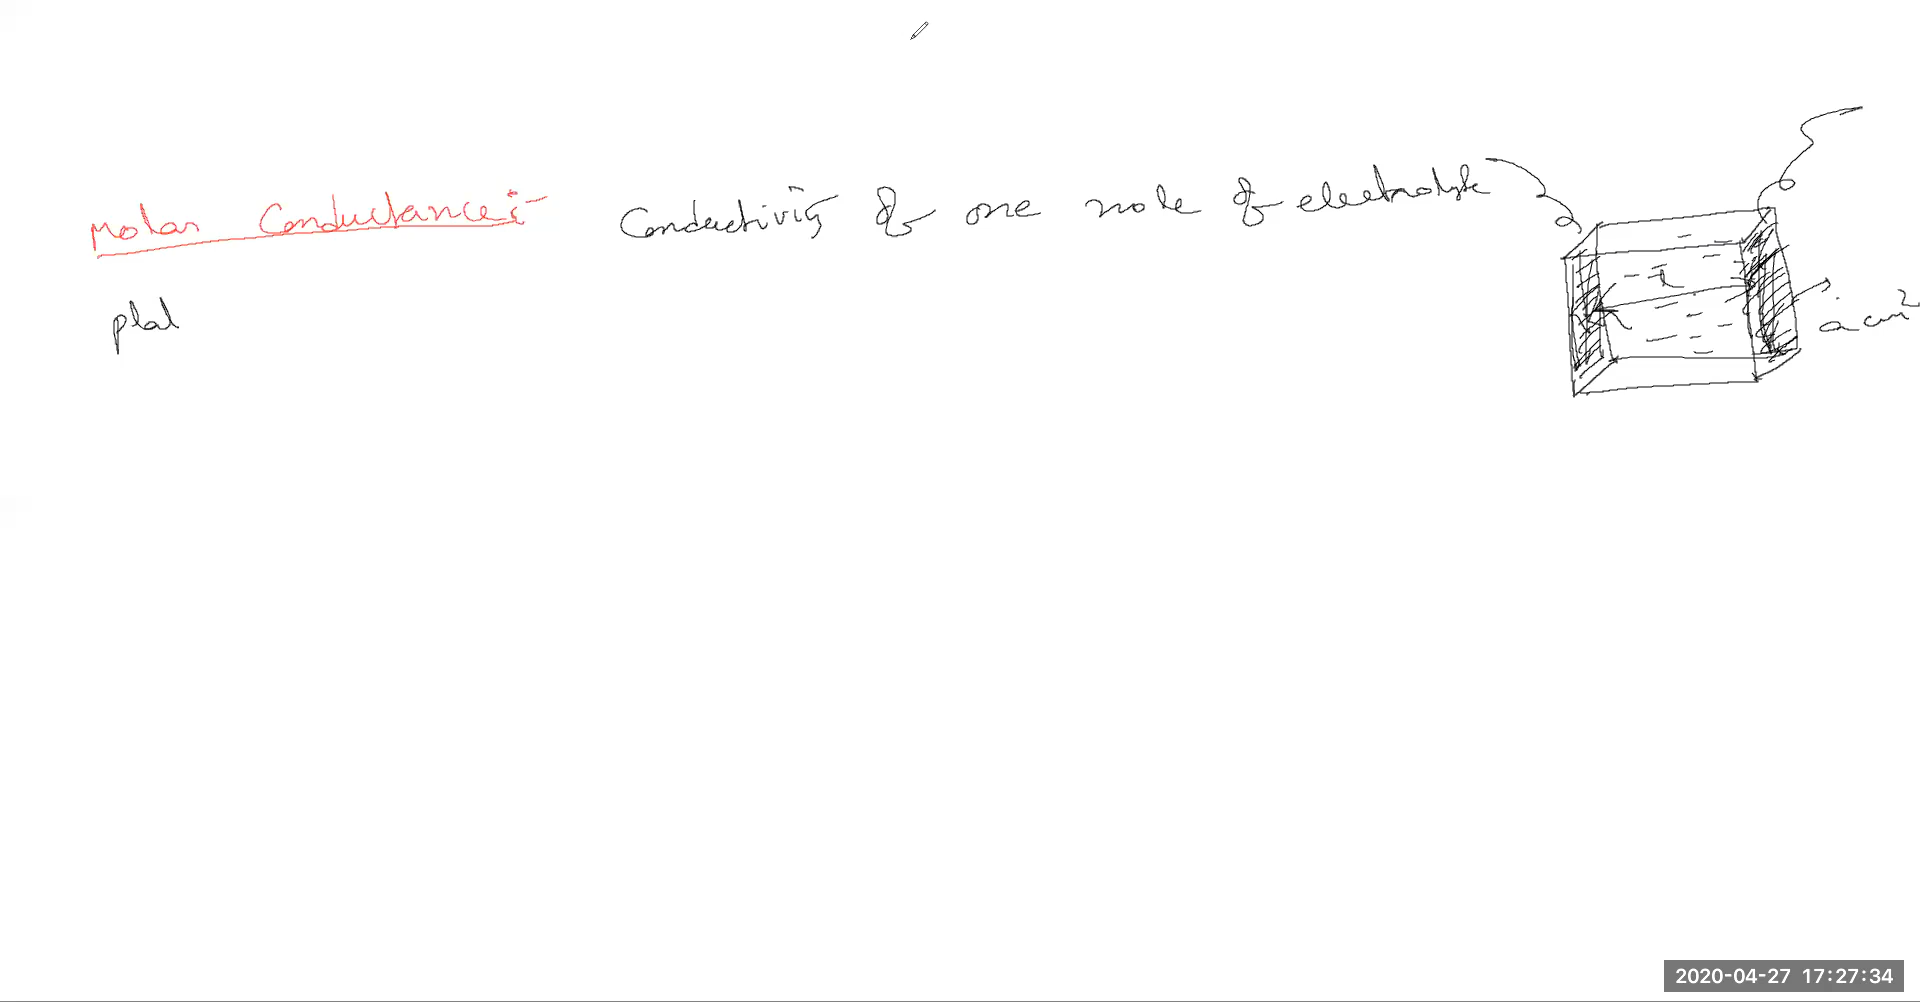 Molar Conductance:- Conductivity of one mole of electrolyte
plat
l
a cm²
2020-04-27 17:27:34